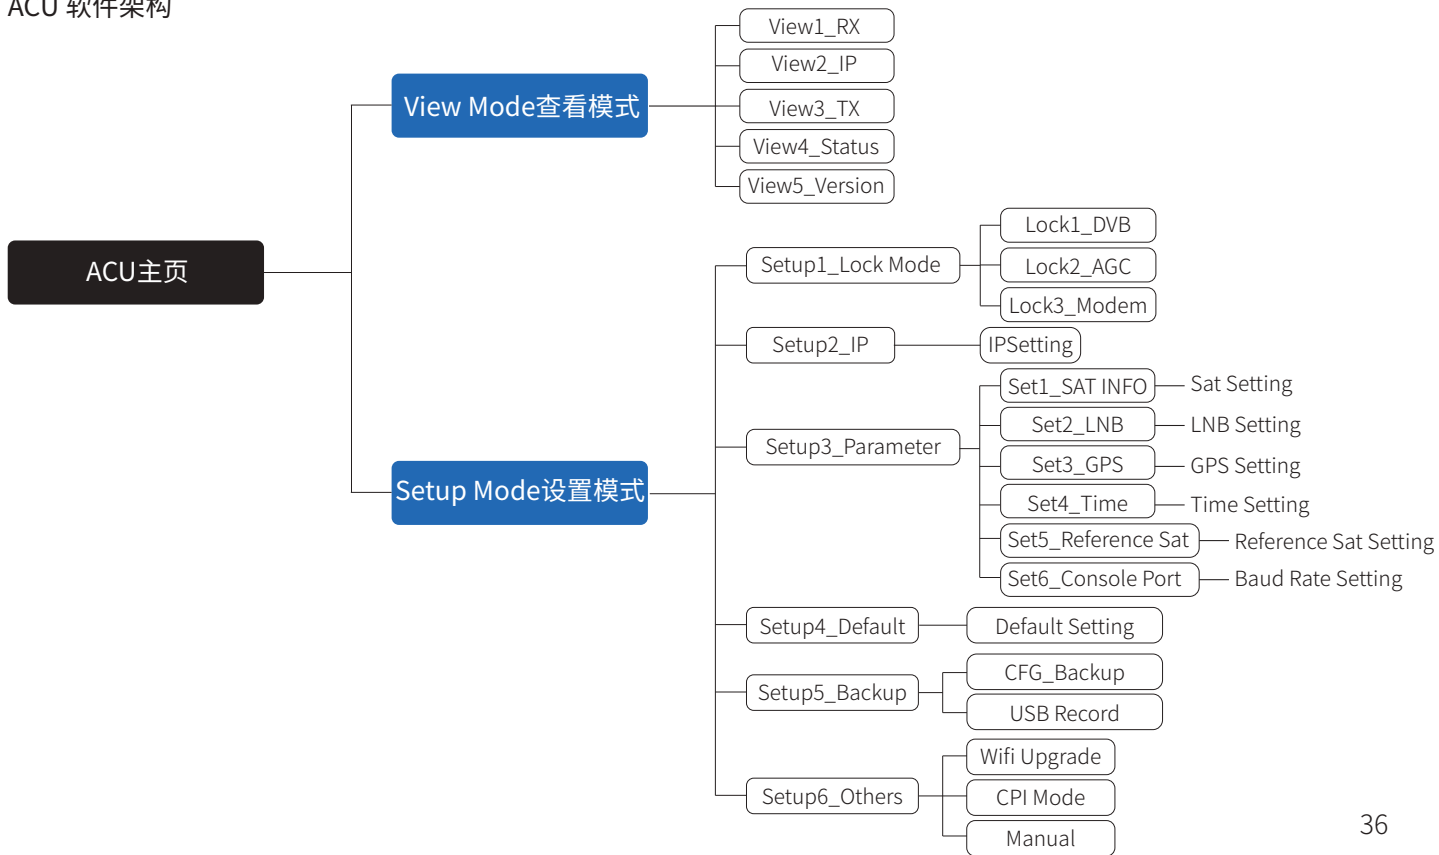 ACU 软件架构
ACU主页
View Mode查看模式
View1_RX
View2_IP
View3_TX
View4_Status
View5_Version
Setup Mode设置模式
Setup1_Lock Mode
Lock1_DVB
Lock2_AGC
Lock3_Modem
Setup2_IP
IPSetting
Setup3_Parameter
Set1_SAT INFO
Sat Setting
Set2_LNB
LNB Setting
Set3_GPS
GPS Setting
Set4_Time
Time Setting
Set5_Reference Sat
Reference Sat Setting
Set6_Console Port
Baud Rate Setting
Setup4_Default
Default Setting
Setup5_Backup
CFG_Backup
USB Record
Setup6_Others
Wifi Upgrade
CPI Mode
Manual
36